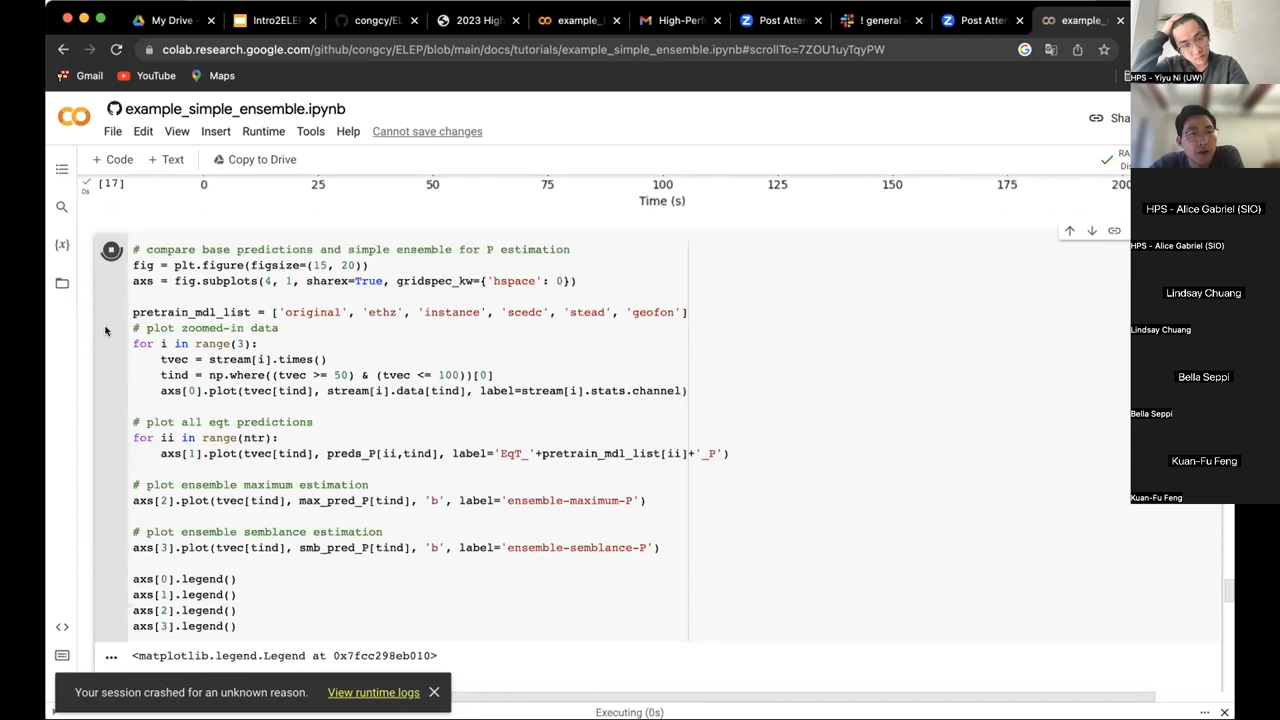 My Drive -
Intro2ELEP
congcy/EL
2023 High
example_
High-Perf
Post Atten
! general -
Post Atten
example_
colab.research.google.com/github/congcy/ELEP/blob/main/docs/tutorials/example_simple_ensemble.ipynb#scrollTo=7ZOU1uyTqyPW
Gmail
YouTube
Maps
example_simple_ensemble.ipynb
File Edit View Insert Runtime Tools Help Cannot save changes
Sha
+ Code + Text Copy to Drive
RA
Dis
[17]
0s
0 25 50 75 100 125 150 175 200
Time (s)
# compare base predictions and simple ensemble for P estimation
fig = plt.figure(figsize=(15, 20))
axs = fig.subplots(4, 1, sharex=True, gridspec_kw={'hspace': 0})
pretrain_mdl_list = ['original', 'ethz', 'instance', 'scedc', 'stead', 'geofon']
# plot zoomed-in data
for i in range(3):
tvec = stream[i].times()
tind = np.where((tvec >= 50) & (tvec <= 100))[0]
axs[0].plot(tvec[tind], stream[i].data[tind], label=stream[i].stats.channel)
# plot all eqt predictions
for ii in range(ntr):
axs[1].plot(tvec[tind], preds_P[ii,tind], label='EqT_'+pretrain_mdl_list[ii]+'_P')
# plot ensemble maximum estimation
axs[2].plot(tvec[tind], max_pred_P[tind], 'b', label='ensemble-maximum-P')
# plot ensemble semblance estimation
axs[3].plot(tvec[tind], smb_pred_P[tind], 'b', label='ensemble-semblance-P')
axs[0].legend()
axs[1].legend()
axs[2].legend()
axs[3].legend()
<matplotlib.legend.Legend at 0x7fcc298eb010>
Your session crashed for an unknown reason. View runtime logs
Executing (0s)
HPS - Yiyu Ni (UW)
HPS - Alice Gabriel (SIO)
HPS - Alice Gabriel (SIO)
Lindsay Chuang
Lindsay Chuang
Bella Seppi
Bella Seppi
Kuan-Fu Feng
Kuan-Fu Feng